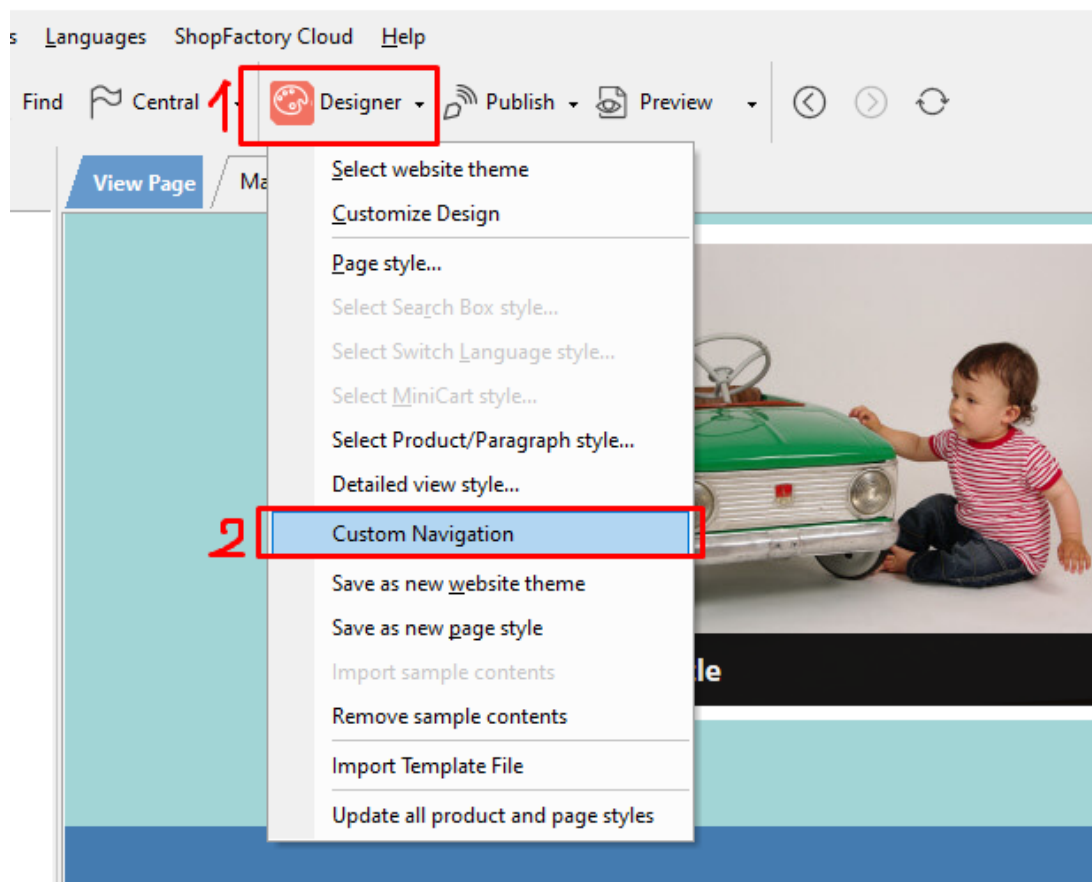 s Languages ShopFactory Cloud Help
Find Central 1 Designer Publish Preview
View Page Ma
Select website theme
Customize Design
Page style...
Select Search Box style...
Select Switch Language style...
Select MiniCart style...
Select Product/Paragraph style...
Detailed view style...
2 Custom Navigation
Save as new website theme
Save as new page style
Import sample contents
tle
Remove sample contents
Import Template File
Update all product and page styles